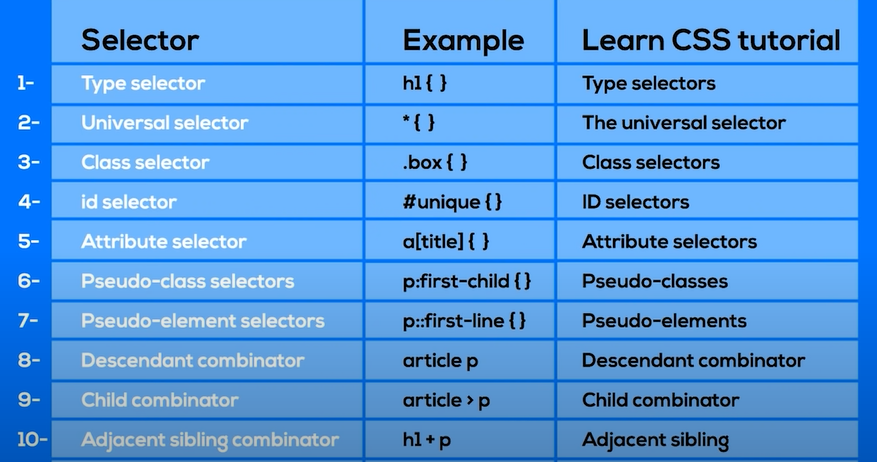 Selector Example Learn CSS tutorial
1- Type selector h1 { } Type selectors
2- Universal selector * { } The universal selector
3- Class selector .box { } Class selectors
4- id selector #unique { } ID selectors
5- Attribute selector a[title] { } Attribute selectors
6- Pseudo-class selectors p:first-child { } Pseudo-classes
7- Pseudo-element selectors p::first-line { } Pseudo-elements
8- Descendant combinator article p Descendant combinator
9- Child combinator article > p Child combinator
10- Adjacent sibling combinator h1 + p Adjacent sibling